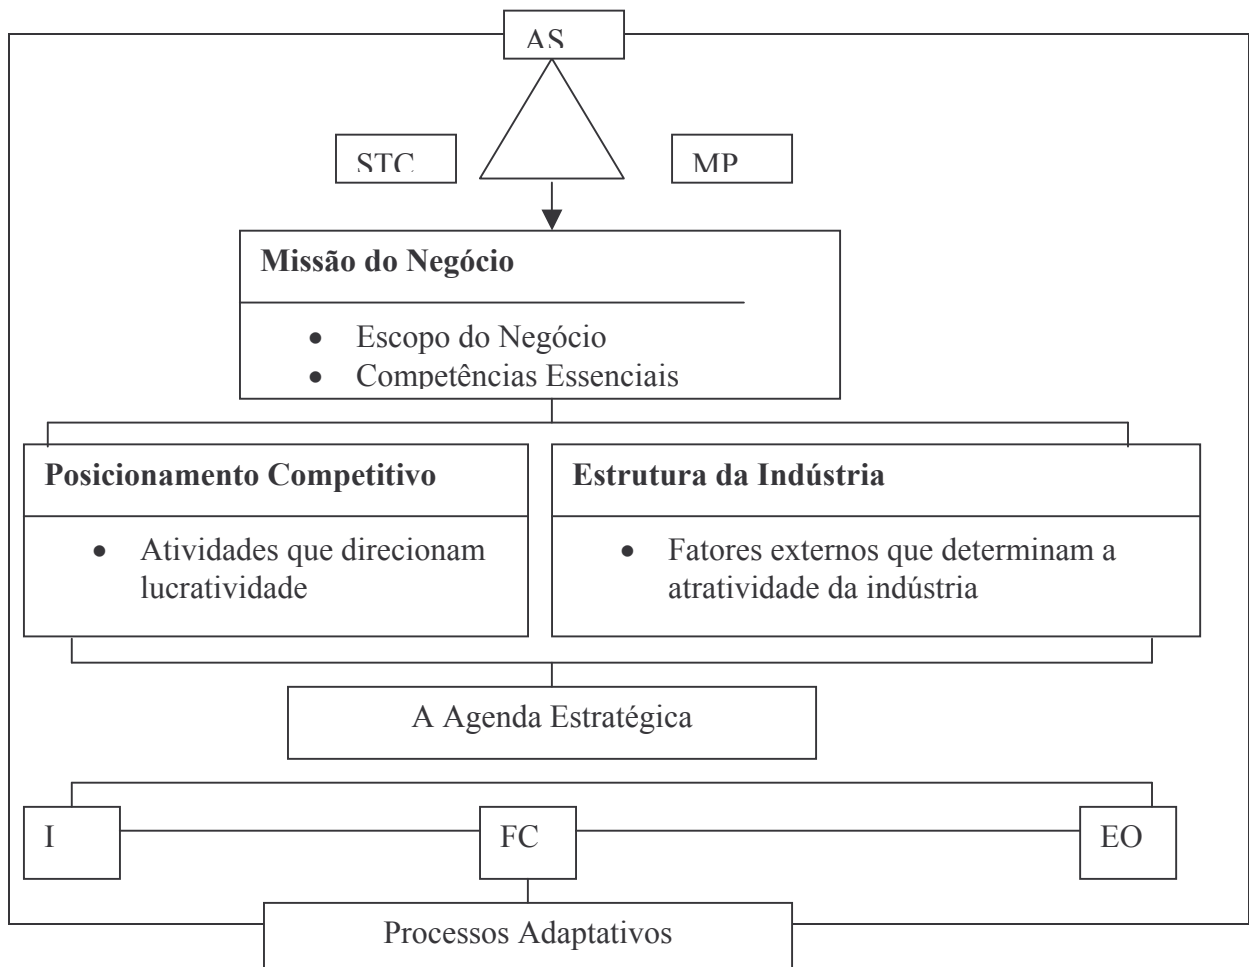 AS
STC
MP
Missão do Negócio
• Escopo do Negócio
• Competências Essenciais
Posicionamento Competitivo
• Atividades que direcionam
lucratividade
Estrutura da Indústria
• Fatores externos que determinam a
atratividade da indústria
A Agenda Estratégica
I
FC
EO
Processos Adaptativos